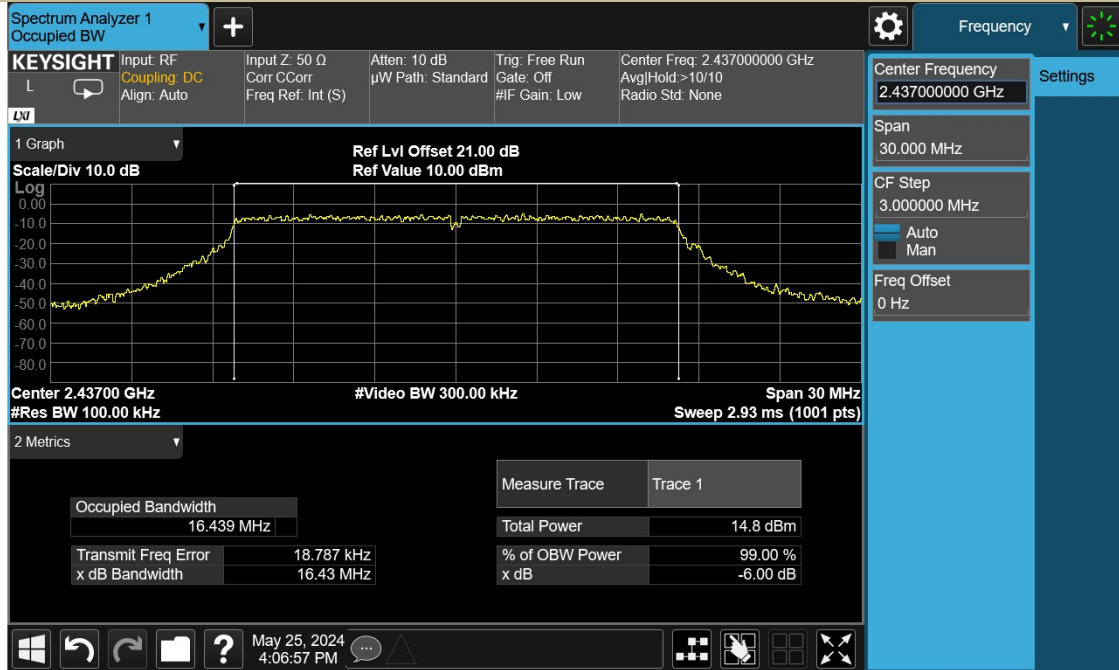 Spectrum Analyzer 1
Occupied BW
Frequency
KEYSIGHT
L
LXI
Input: RF
Coupling: DC
Align: Auto
Input Z: 50 Ω
Corr CCorr
Freq Ref: Int (S)
Atten: 10 dB
µW Path: Standard
Trig: Free Run
Gate: Off
#IF Gain: Low
Center Freq: 2.437000000 GHz
Avg|Hold:>10/10
Radio Std: None
Center Frequency
2.437000000 GHz
Settings
Span
30.000 MHz
CF Step
3.000000 MHz
Auto
Man
Freq Offset
0 Hz
1 Graph
Scale/Div 10.0 dB
Ref Lvl Offset 21.00 dB
Ref Value 10.00 dBm
Log
0.00
-10.0
-20.0
-30.0
-40.0
-50.0
-60.0
-70.0
-80.0
Center 2.43700 GHz
#Video BW 300.00 kHz
Span 30 MHz
#Res BW 100.00 kHz
Sweep 2.93 ms (1001 pts)
2 Metrics
Measure Trace Trace 1
Occupied Bandwidth
16.439 MHz
Total Power 14.8 dBm
Transmit Freq Error 18.787 kHz
% of OBW Power 99.00 %
x dB Bandwidth 16.43 MHz
x dB -6.00 dB
?
May 25, 2024
4:06:57 PM